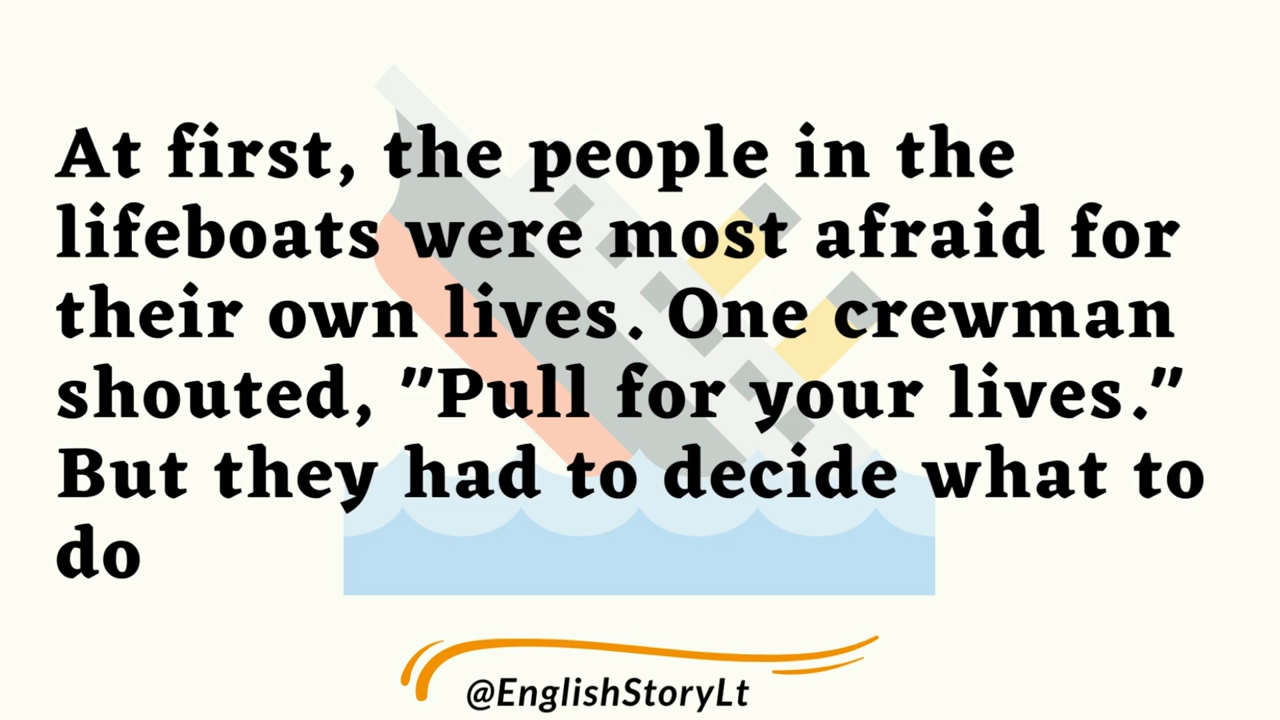 At first, the people in the
lifeboats were most afraid for
their own lives. One crewman
shouted, "Pull for your lives."
But they had to decide what to
do
@EnglishStoryLt